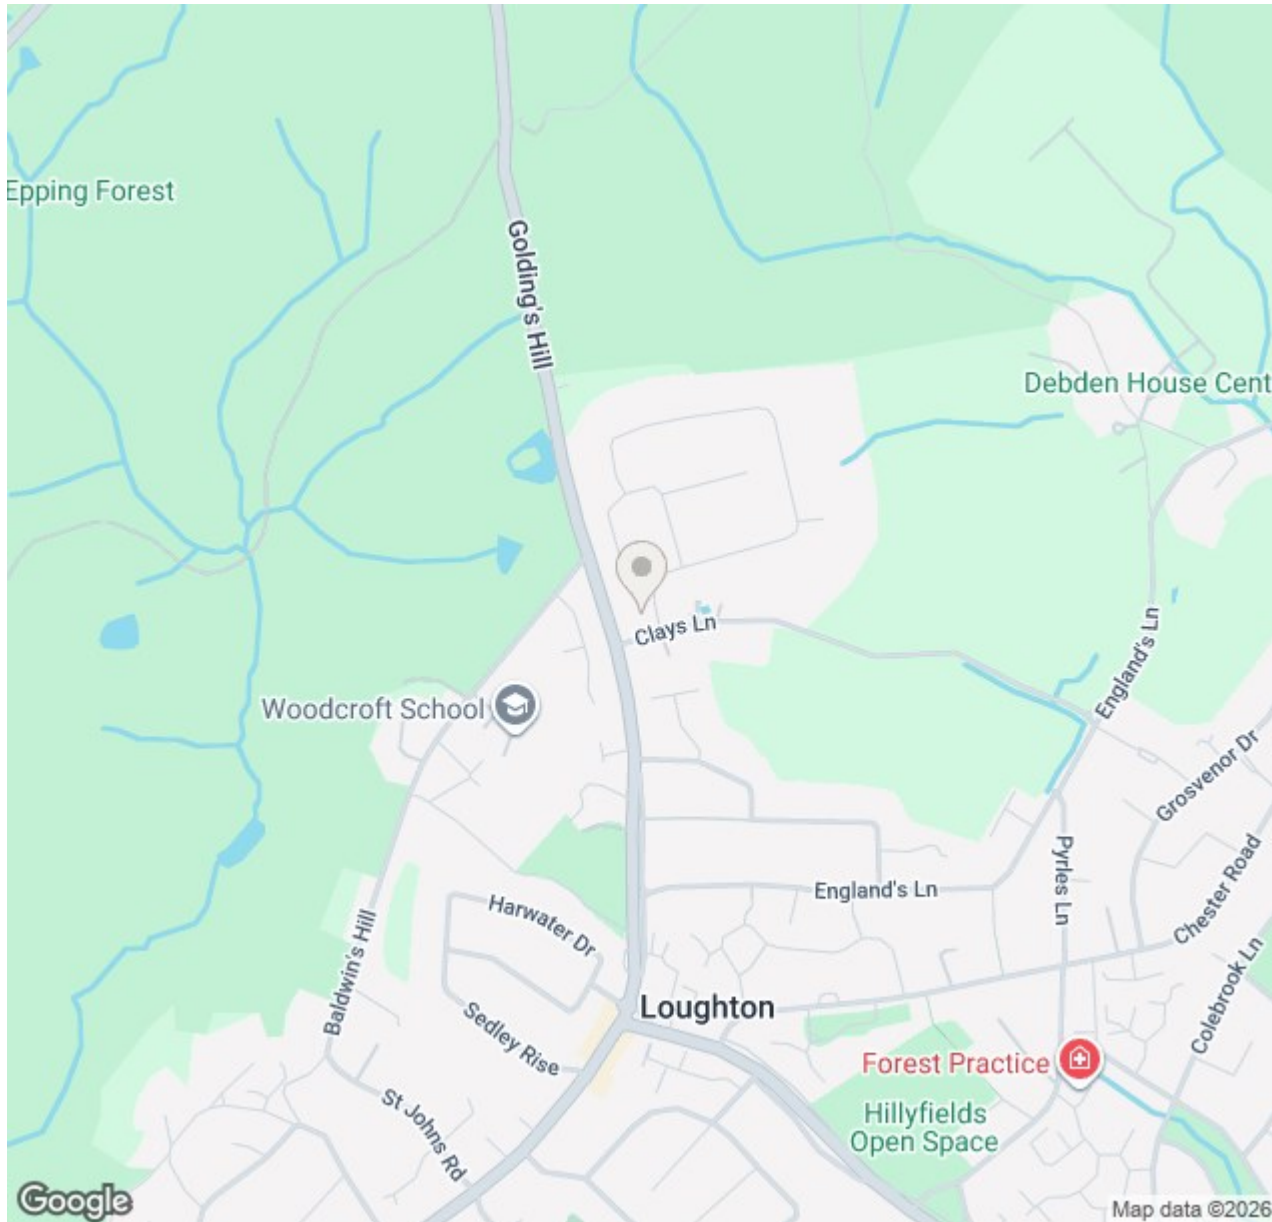 Epping Forest
Golding's Hill
Debden House Cent
Clays Ln
England's Ln
Woodcroft School
Grosvenor Dr
Pyrles Ln
Chester Road
England's Ln
Harwater Dr
Baldwin's Hill
Colebrook Ln
Loughton
Sedley Rise
Forest Practice
St Johns Rd
Hillyfields
Open Space
Google
Map data ©2026